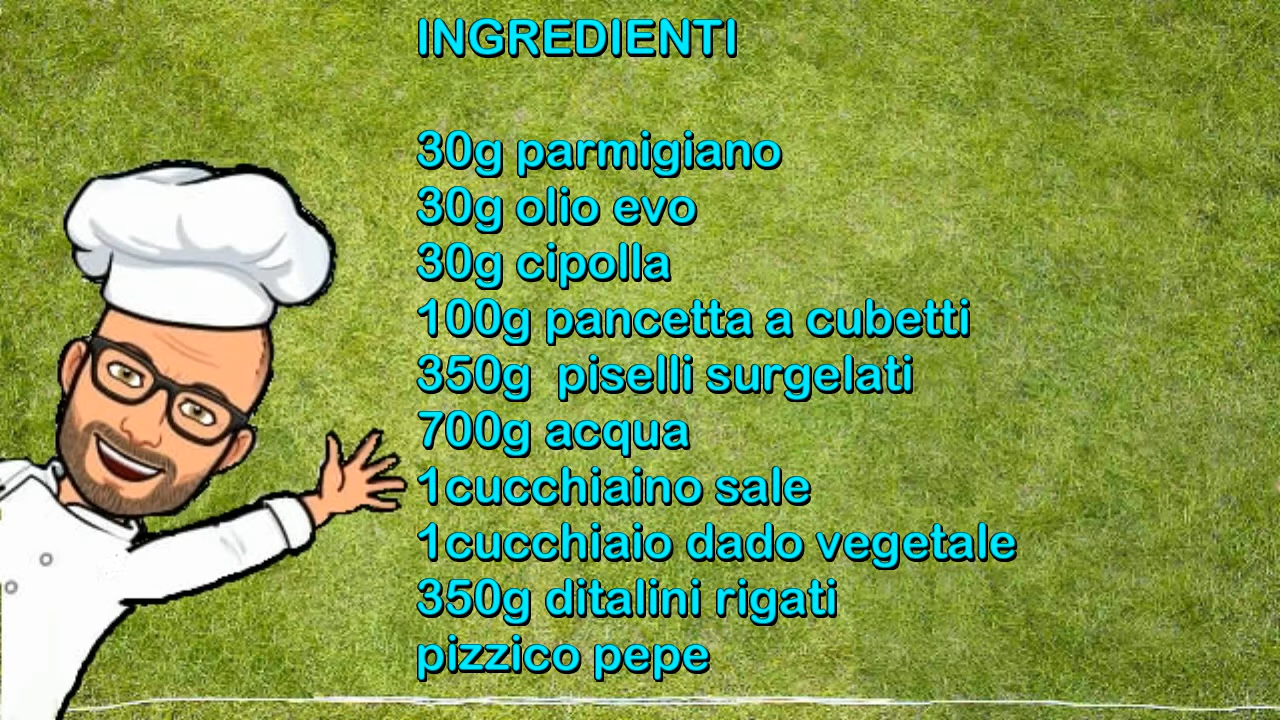 INGREDIENTI
30g parmigiano
30g olio evo
30g cipolla
100g pancetta a cubetti
350g  piselli surgelati
700g acqua
1cucchiaino sale
1cucchiaio dado vegetale
350g ditalini rigati
pizzico pepe